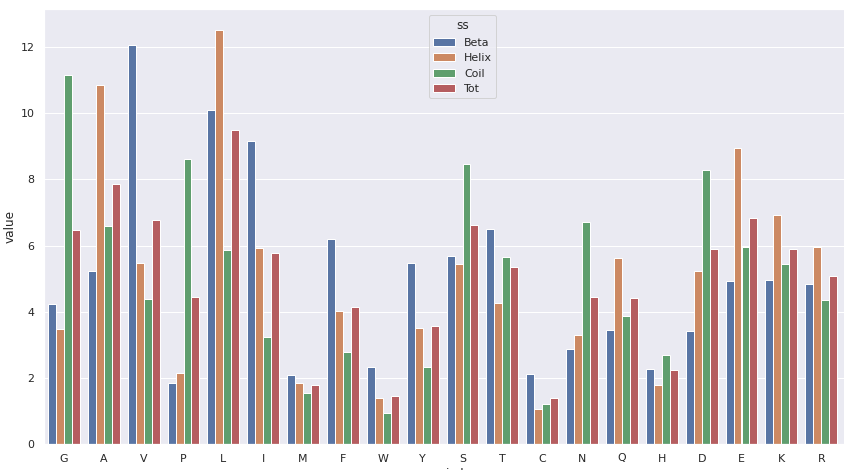 ss
Beta
Helix
Coil
Tot
12
10
8
6
4
2
0
value
G A V P L I M F W Y S T C N Q H D E K R